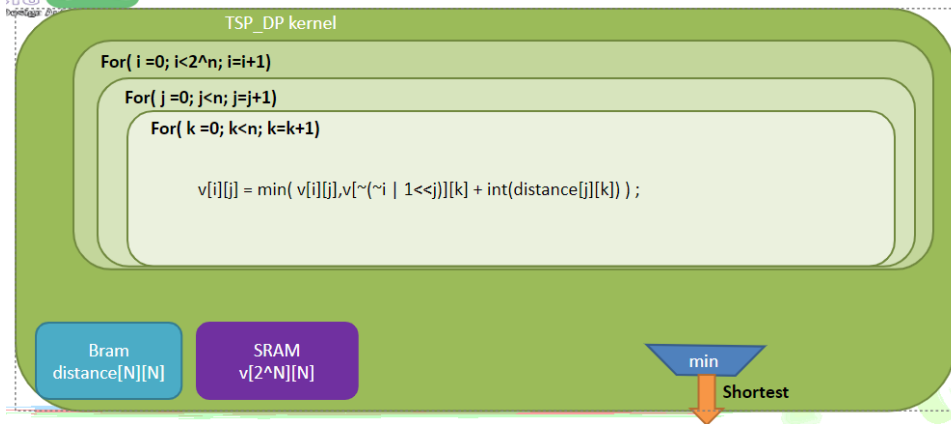 TSP_DP kernel
For( i =0; i<2^n; i=i+1)
For( j =0; j<n; j=j+1)
For( k =0; k<n; k=k+1)
v[i][j] = min( v[i][j],v[~(~i | 1<<j)][k] + int(distance[j][k]) ) ;
Bram
distance[N][N]
SRAM
v[2^N][N]
min
Shortest